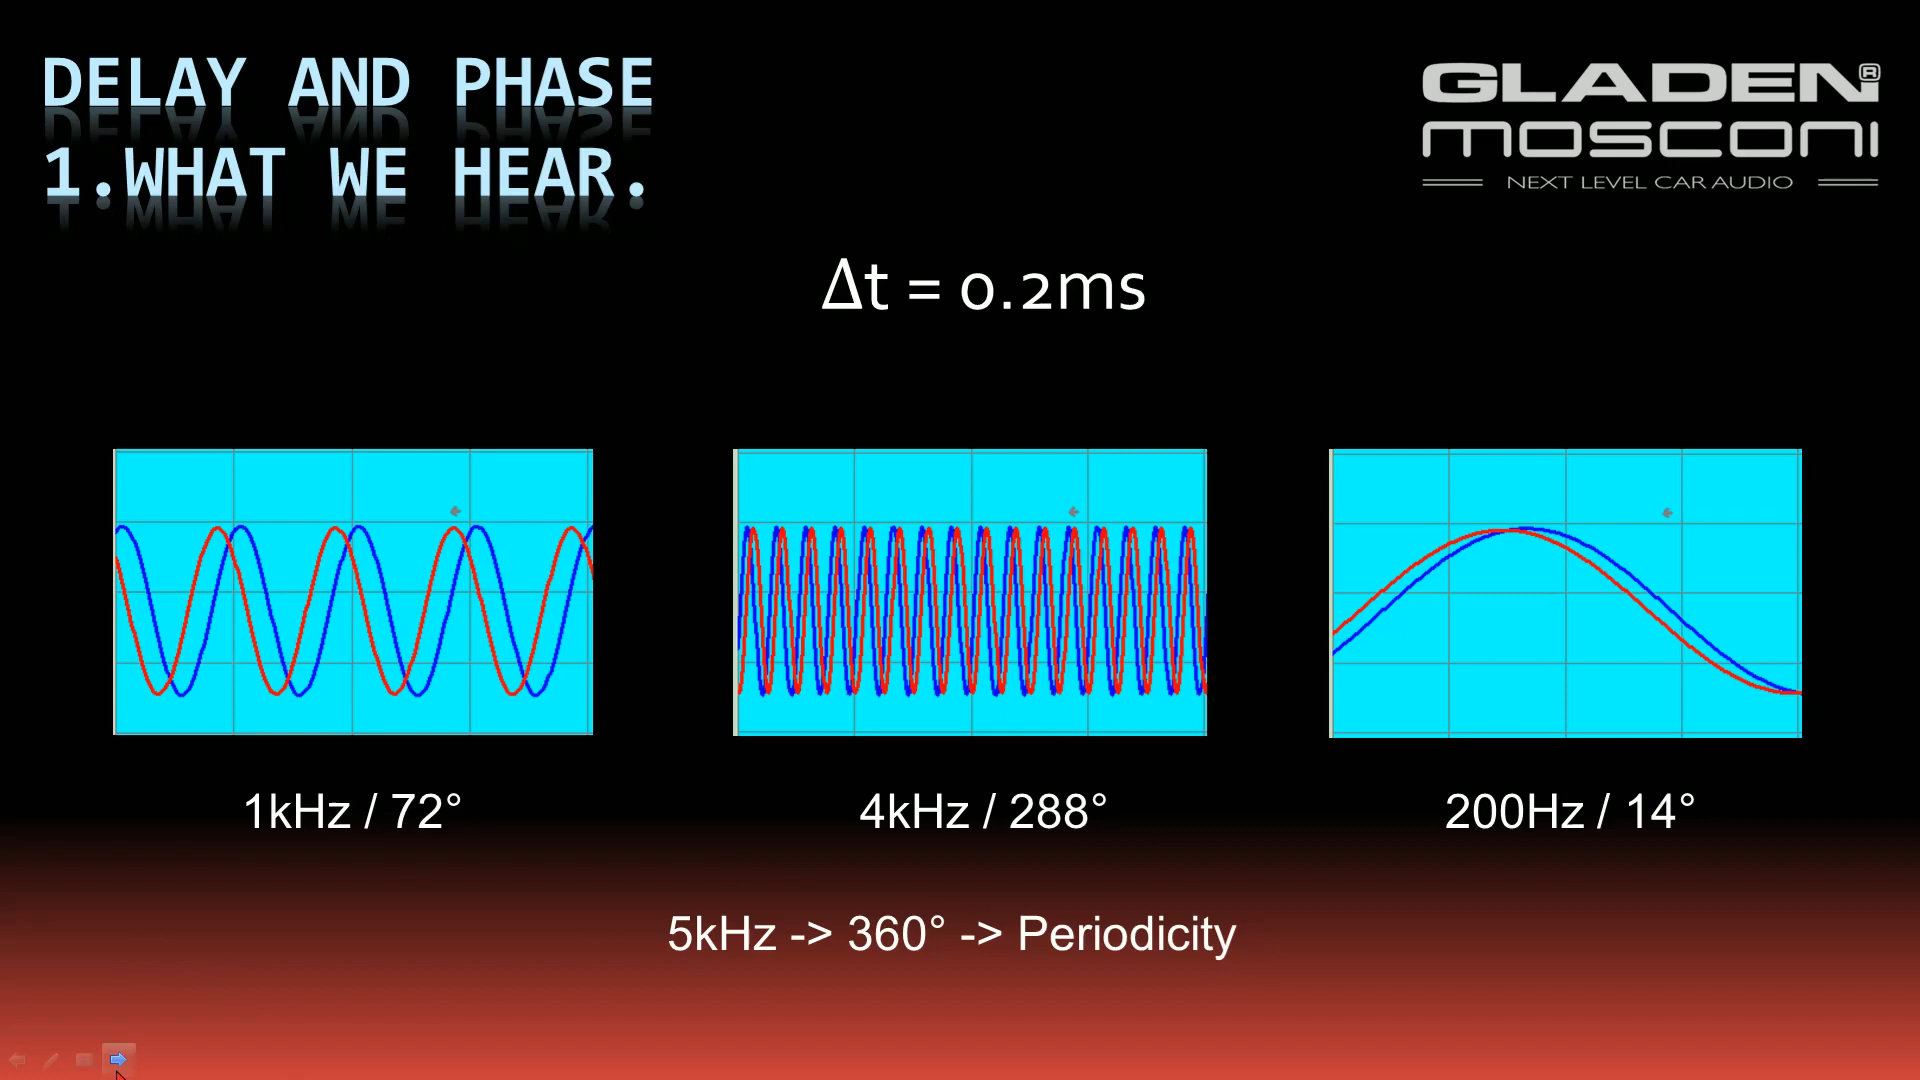 DELAY AND PHASE
1.WHAT WE HEAR.
GLADEN®
MOSCONI
NEXT LEVEL CAR AUDIO
Δt = 0.2ms
1kHz / 72°
4kHz / 288°
200Hz / 14°
5kHz -> 360° -> Periodicity